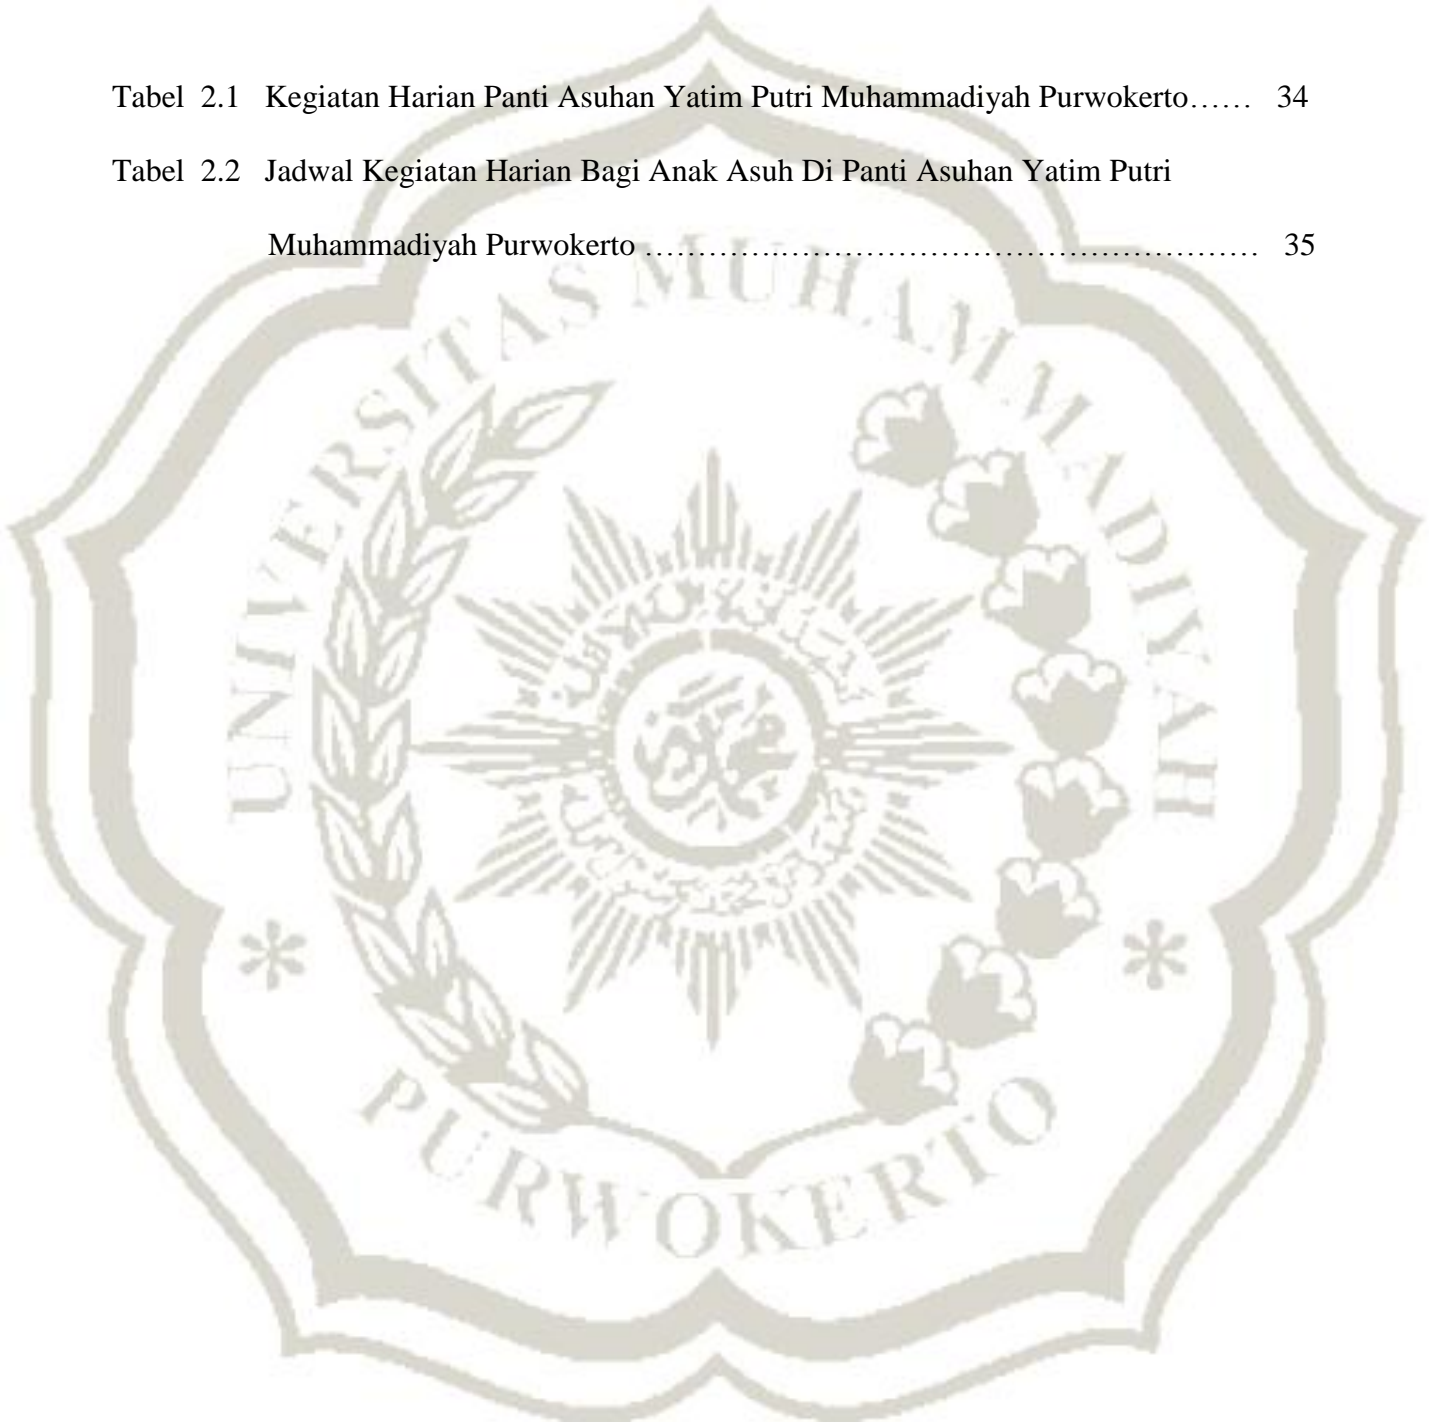 Tabel 2.1 Kegiatan Harian Panti Asuhan Yatim Putri Muhammadiyah Purwokerto…… 34
Tabel 2.2 Jadwal Kegiatan Harian Bagi Anak Asuh Di Panti Asuhan Yatim Putri
Muhammadiyah Purwokerto ………….…………………………………………… 35
UNIVERSITAS MUHAMMADIYAH
PURWOKERTO